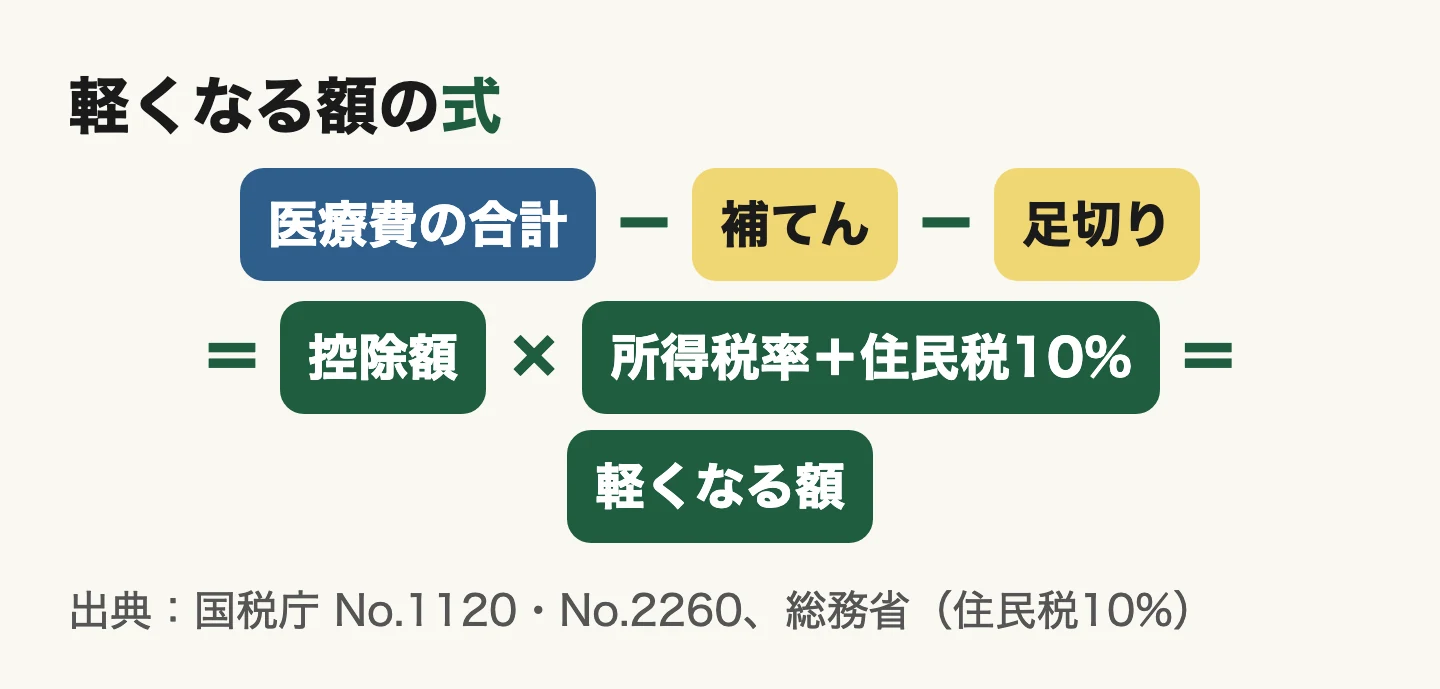 軽くなる額の式
医療費の合計 − 補てん − 足切り
＝ 控除額 × 所得税率＋住民税10% ＝
軽くなる額
出典：国税庁 No.1120・No.2260、総務省（住民税10%）